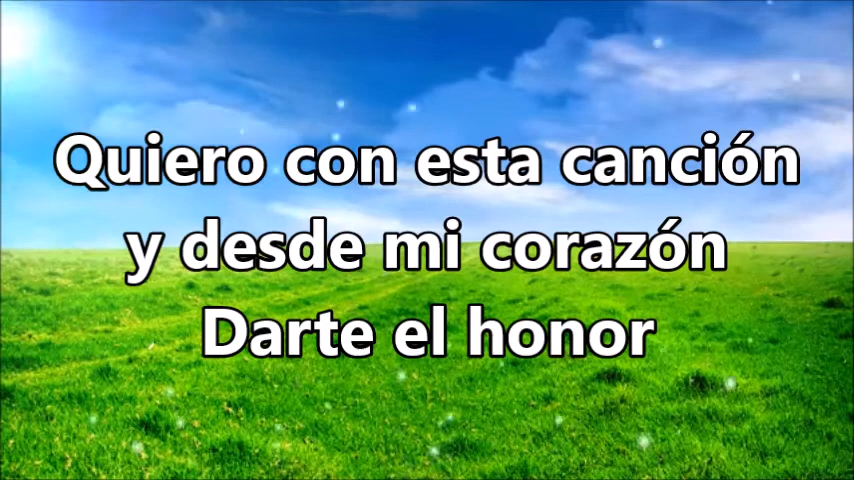 Quiero con esta canción
y desde mi corazón
Darte el honor